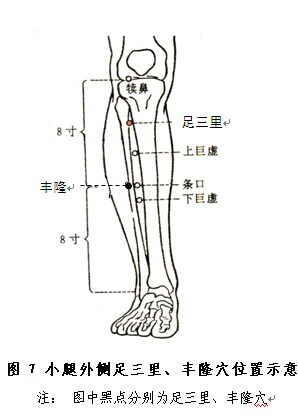 犊鼻
足三里
8寸
上巨虚
丰隆
条口
下巨虚
8寸
图 7 小腿外侧足三里、丰隆穴位置示意
注： 图中黑点分别为足三里、丰隆穴